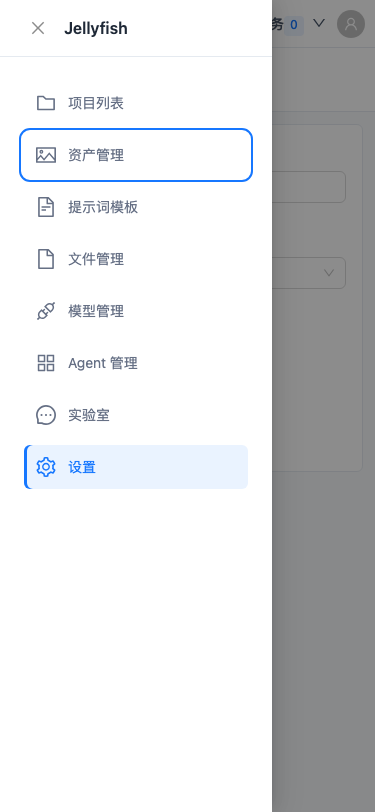 Jellyfish
务 0
项目列表
资产管理
提示词模板
文件管理
模型管理
Agent 管理
实验室
设置